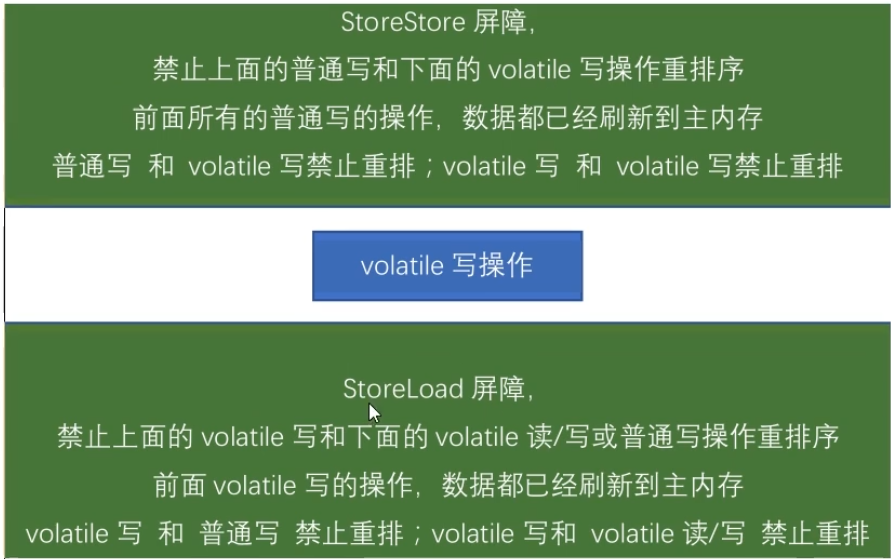 StoreStore 屏障，
禁止上面的普通写和下面的 volatile 写操作重排序
前面所有的普通写的操作，数据都已经刷新到主内存
普通写 和 volatile 写禁止重排；volatile 写 和 volatile 写禁止重排
volatile 写操作
StoreLoad 屏障，
禁止上面的 volatile 写和下面的 volatile 读/写或普通写操作重排序
前面 volatile 写的操作，数据都已经刷新到主内存
volatile 写 和 普通写 禁止重排；volatile 写和 volatile 读/写 禁止重排